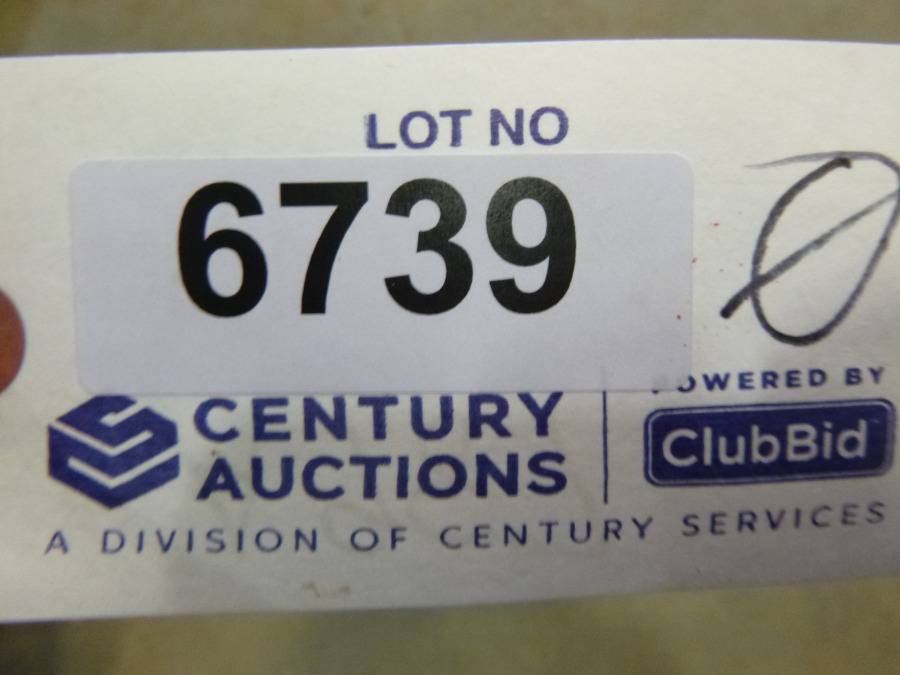 LOT NO
6739
CENTURY
AUCTIONS
POWERED BY
ClubBid
A DIVISION OF CENTURY SERVICES